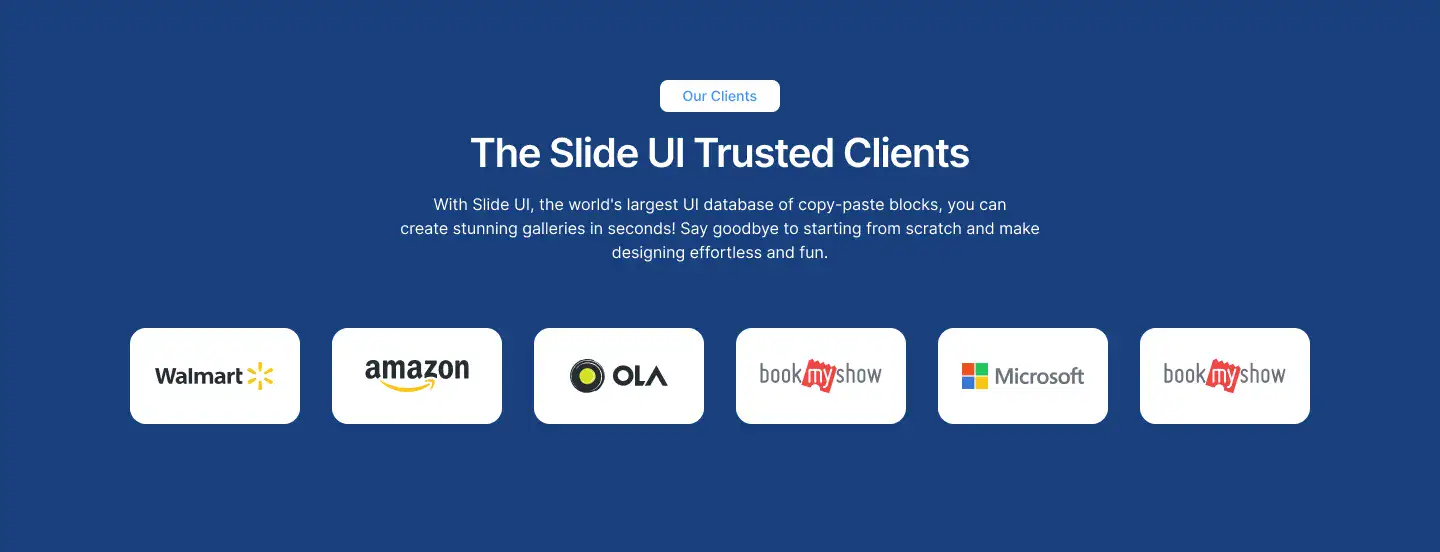 Our Clients
The Slide UI Trusted Clients
With Slide UI, the world's largest UI database of copy-paste blocks, you can
create stunning galleries in seconds! Say goodbye to starting from scratch and make
designing effortless and fun.
Walmart
amazon
OLA
bookmyshow
Microsoft
bookmyshow